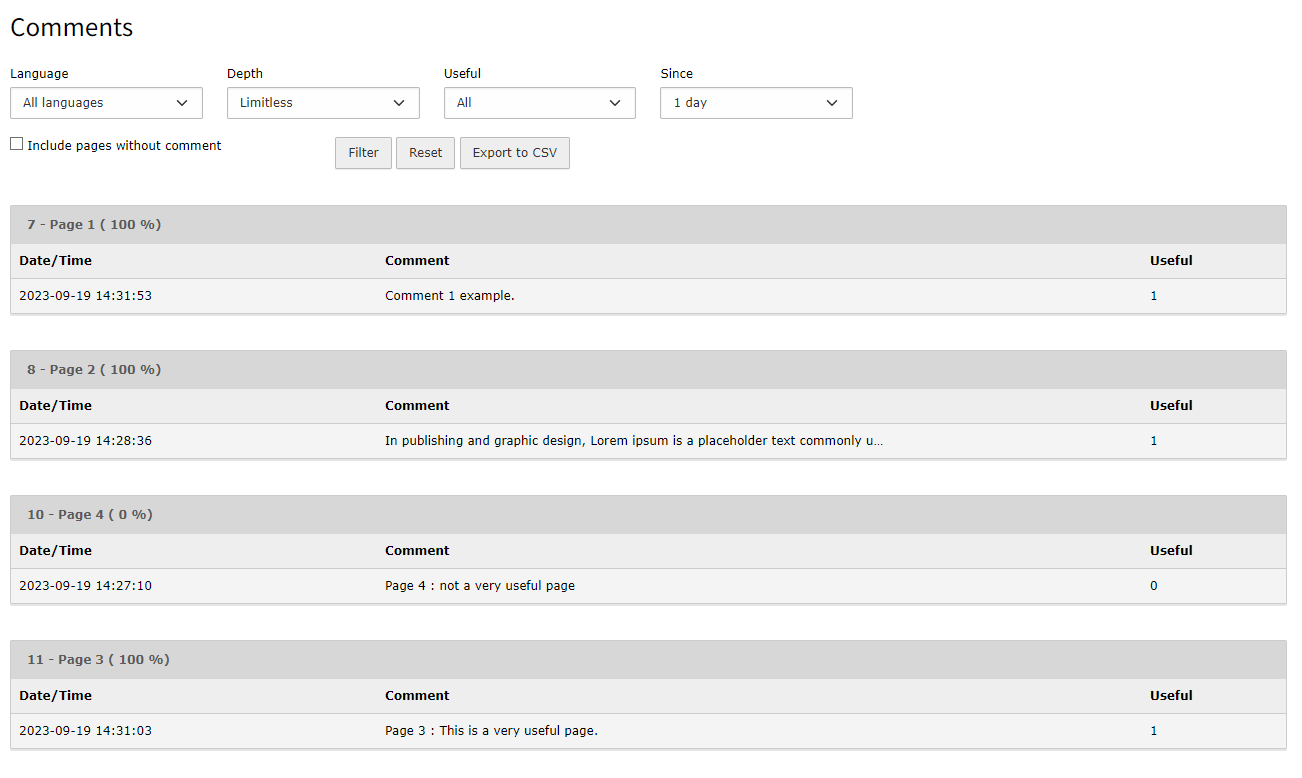 Comments
Language Depth Useful Since
All languages Limitless All 1 day
Include pages without comment Filter Reset Export to CSV
7 - Page 1 ( 100 %)
Date/Time Comment Useful
2023-09-19 14:31:53 Comment 1 example. 1
8 - Page 2 ( 100 %)
Date/Time Comment Useful
2023-09-19 14:28:36 In publishing and graphic design, Lorem ipsum is a placeholder text commonly u... 1
10 - Page 4 ( 0 %)
Date/Time Comment Useful
2023-09-19 14:27:10 Page 4 : not a very useful page 0
11 - Page 3 ( 100 %)
Date/Time Comment Useful
2023-09-19 14:31:03 Page 3 : This is a very useful page. 1